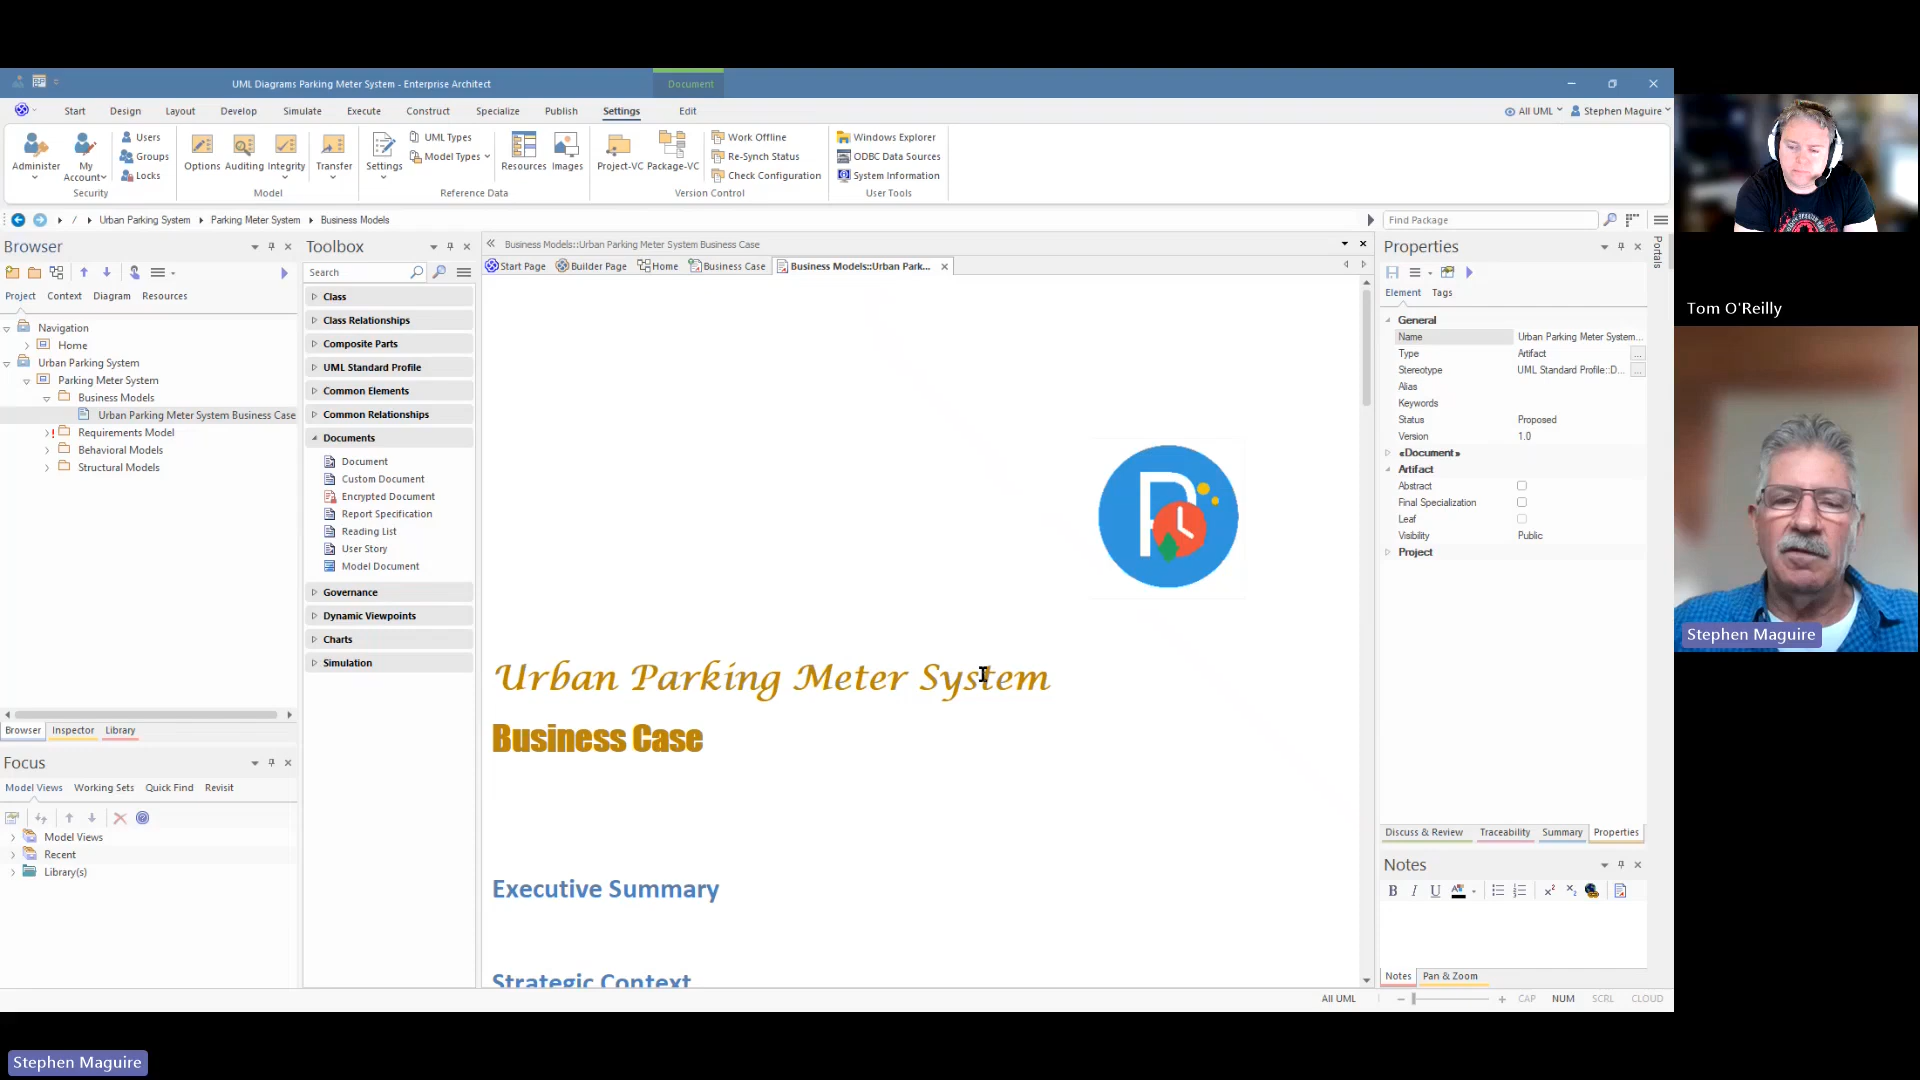 UML Diagrams Parking Meter System - Enterprise Architect
Document
Start Design Layout Develop Simulate Execute Construct Specialize Publish Settings Edit
All UML Stephen Maguire
Administer
My Account
Users
Groups
Locks
Security
Options Auditing Integrity
Model
Transfer
Settings
UML Types
Model Types
Resources Images
Reference Data
Project-VC Package-VC
Work Offline
Re-Synch Status
Check Configuration
Version Control
Windows Explorer
ODBC Data Sources
System Information
User Tools
/ Urban Parking System Parking Meter System Business Models
Find Package
Browser
Project Context Diagram Resources
Navigation
Home
Urban Parking System
Parking Meter System
Business Models
Urban Parking Meter System Business Case
Requirements Model
Behavioral Models
Structural Models
Browser Inspector Library
Focus
Model Views Working Sets Quick Find Revisit
Model Views
Recent
Library(s)
Toolbox
Search
Class
Class Relationships
Composite Parts
UML Standard Profile
Common Elements
Common Relationships
Documents
Document
Custom Document
Encrypted Document
Report Specification
Reading List
User Story
Model Document
Governance
Dynamic Viewpoints
Charts
Simulation
Business Models::Urban Parking Meter System Business Case
Start Page Builder Page Home Business Case Business Models::Urban Park...
Urban Parking Meter System
Business Case
Executive Summary
Strategic Context
Properties
Element Tags
General
Name Urban Parking Meter System...
Type Artifact ...
Stereotype UML Standard Profile::D... ...
Alias
Keywords
Status Proposed
Version 1.0
«Document»
Artifact
Abstract
Final Specialization
Leaf
Visibility Public
Project
Discuss & Review Traceability Summary Properties
Notes
B I U
Notes Pan & Zoom
Portals
All UML CAP NUM SCRL CLOUD
Tom O'Reilly
Stephen Maguire
Stephen Maguire